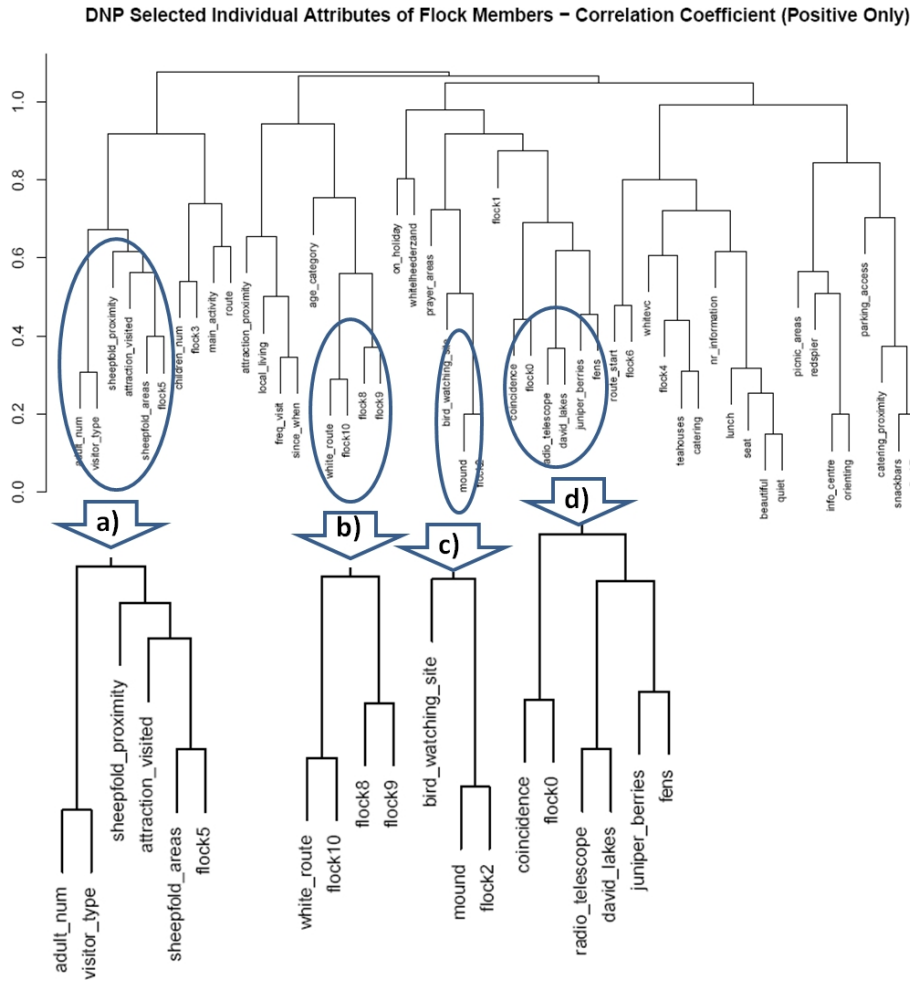 DNP Selected Individual Attributes of Flock Members − Correlation Coefficient (Positive Only)
1.0
0.8
0.6
0.4
0.2
0.0
adult_num
visitor_type
sheepfold_proximity
attraction_visited
sheepfold_areas
flock5
children_num
flock3
main_activity
route
attraction_proximity
local_living
freq_visit
since_when
age_category
white_route
flock10
flock8
flock9
on_holiday
whitelheederzand
prayer_areas
bird_watching_site
mound
flock2
flock1
coincidence
flock0
radio_telescope
david_lakes
juniper_berries
fens
route_start
flock6
whitevc
flock4
teahouses
catering
nr_information
lunch
seat
beautiful
quiet
picnic_areas
redspier
info_centre
orienting
parking_access
catering_proximity
snackbars
a)
b)
c)
d)
adult_num
visitor_type
sheepfold_proximity
attraction_visited
sheepfold_areas
flock5
white_route
flock10
flock8
flock9
bird_watching_site
mound
flock2
coincidence
flock0
radio_telescope
david_lakes
juniper_berries
fens